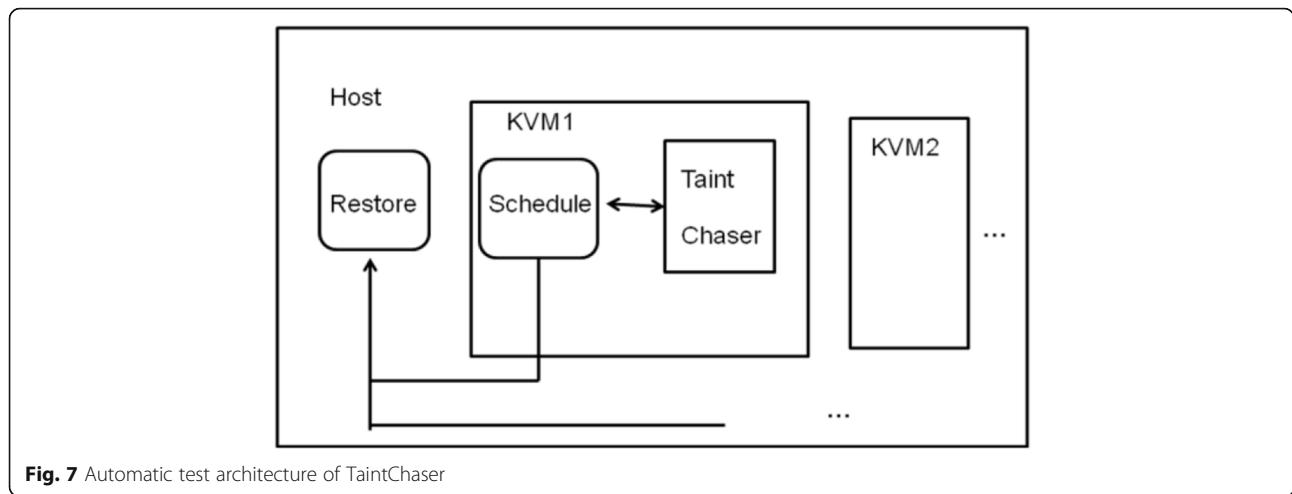 Host
KVM1
KVM2
Restore
Schedule
Taint
Chaser
...
...
Fig. 7 Automatic test architecture of TaintChaser